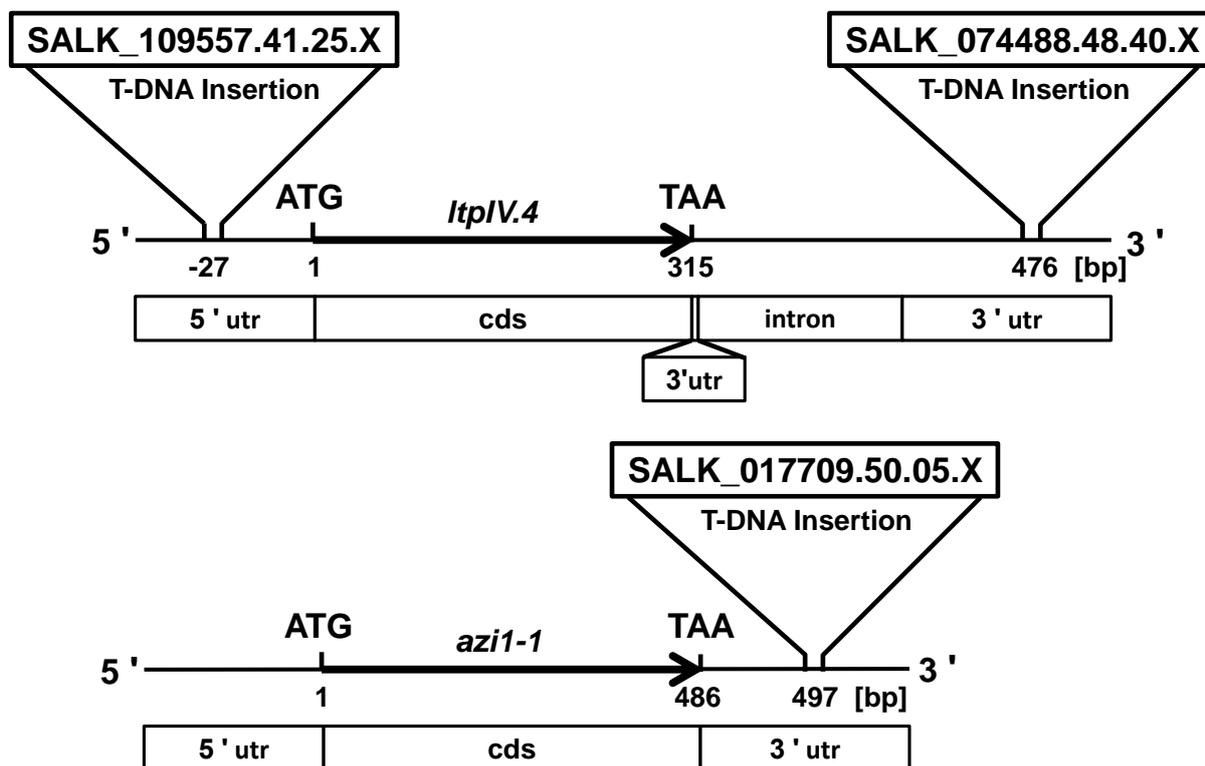 SALK_109557.41.25.X SALK_074488.48.40.X
T-DNA Insertion T-DNA Insertion
ATG ltpIV.4 TAA
5 ' 3 '
-27 1 315 476 [bp]
5 ' utr cds intron 3 ' utr
3'utr
SALK_017709.50.05.X
T-DNA Insertion
ATG azi1-1 TAA
5 ' 3 '
1 486 497 [bp]
5 ' utr cds 3 ' utr